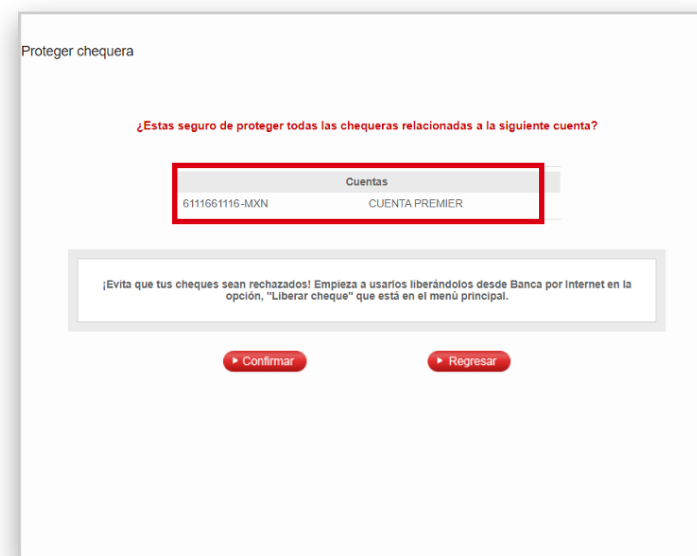 Proteger chequera
¿Estas seguro de proteger todas las chequeras relacionadas a la siguiente cuenta?
Cuentas
6111661116-MXN CUENTA PREMIER
¡Evita que tus cheques sean rechazados! Empieza a usarlos liberándolos desde Banca por Internet en la
opción, "Liberar cheque" que está en el menú principal.
Confirmar Regresar